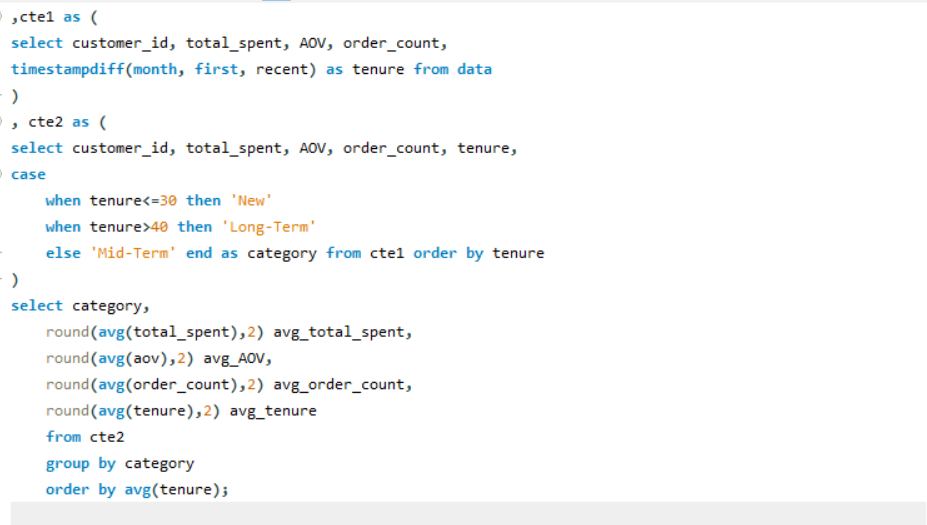 ,cte1 as (
select customer_id, total_spent, AOV, order_count,
timestampdiff(month, first, recent) as tenure from data
)
, cte2 as (
select customer_id, total_spent, AOV, order_count, tenure,
case
when tenure<=30 then 'New'
when tenure>40 then 'Long-Term'
else 'Mid-Term' end as category from cte1 order by tenure
)
select category,
round(avg(total_spent),2) avg_total_spent,
round(avg(aov),2) avg_AOV,
round(avg(order_count),2) avg_order_count,
round(avg(tenure),2) avg_tenure
from cte2
group by category
order by avg(tenure);